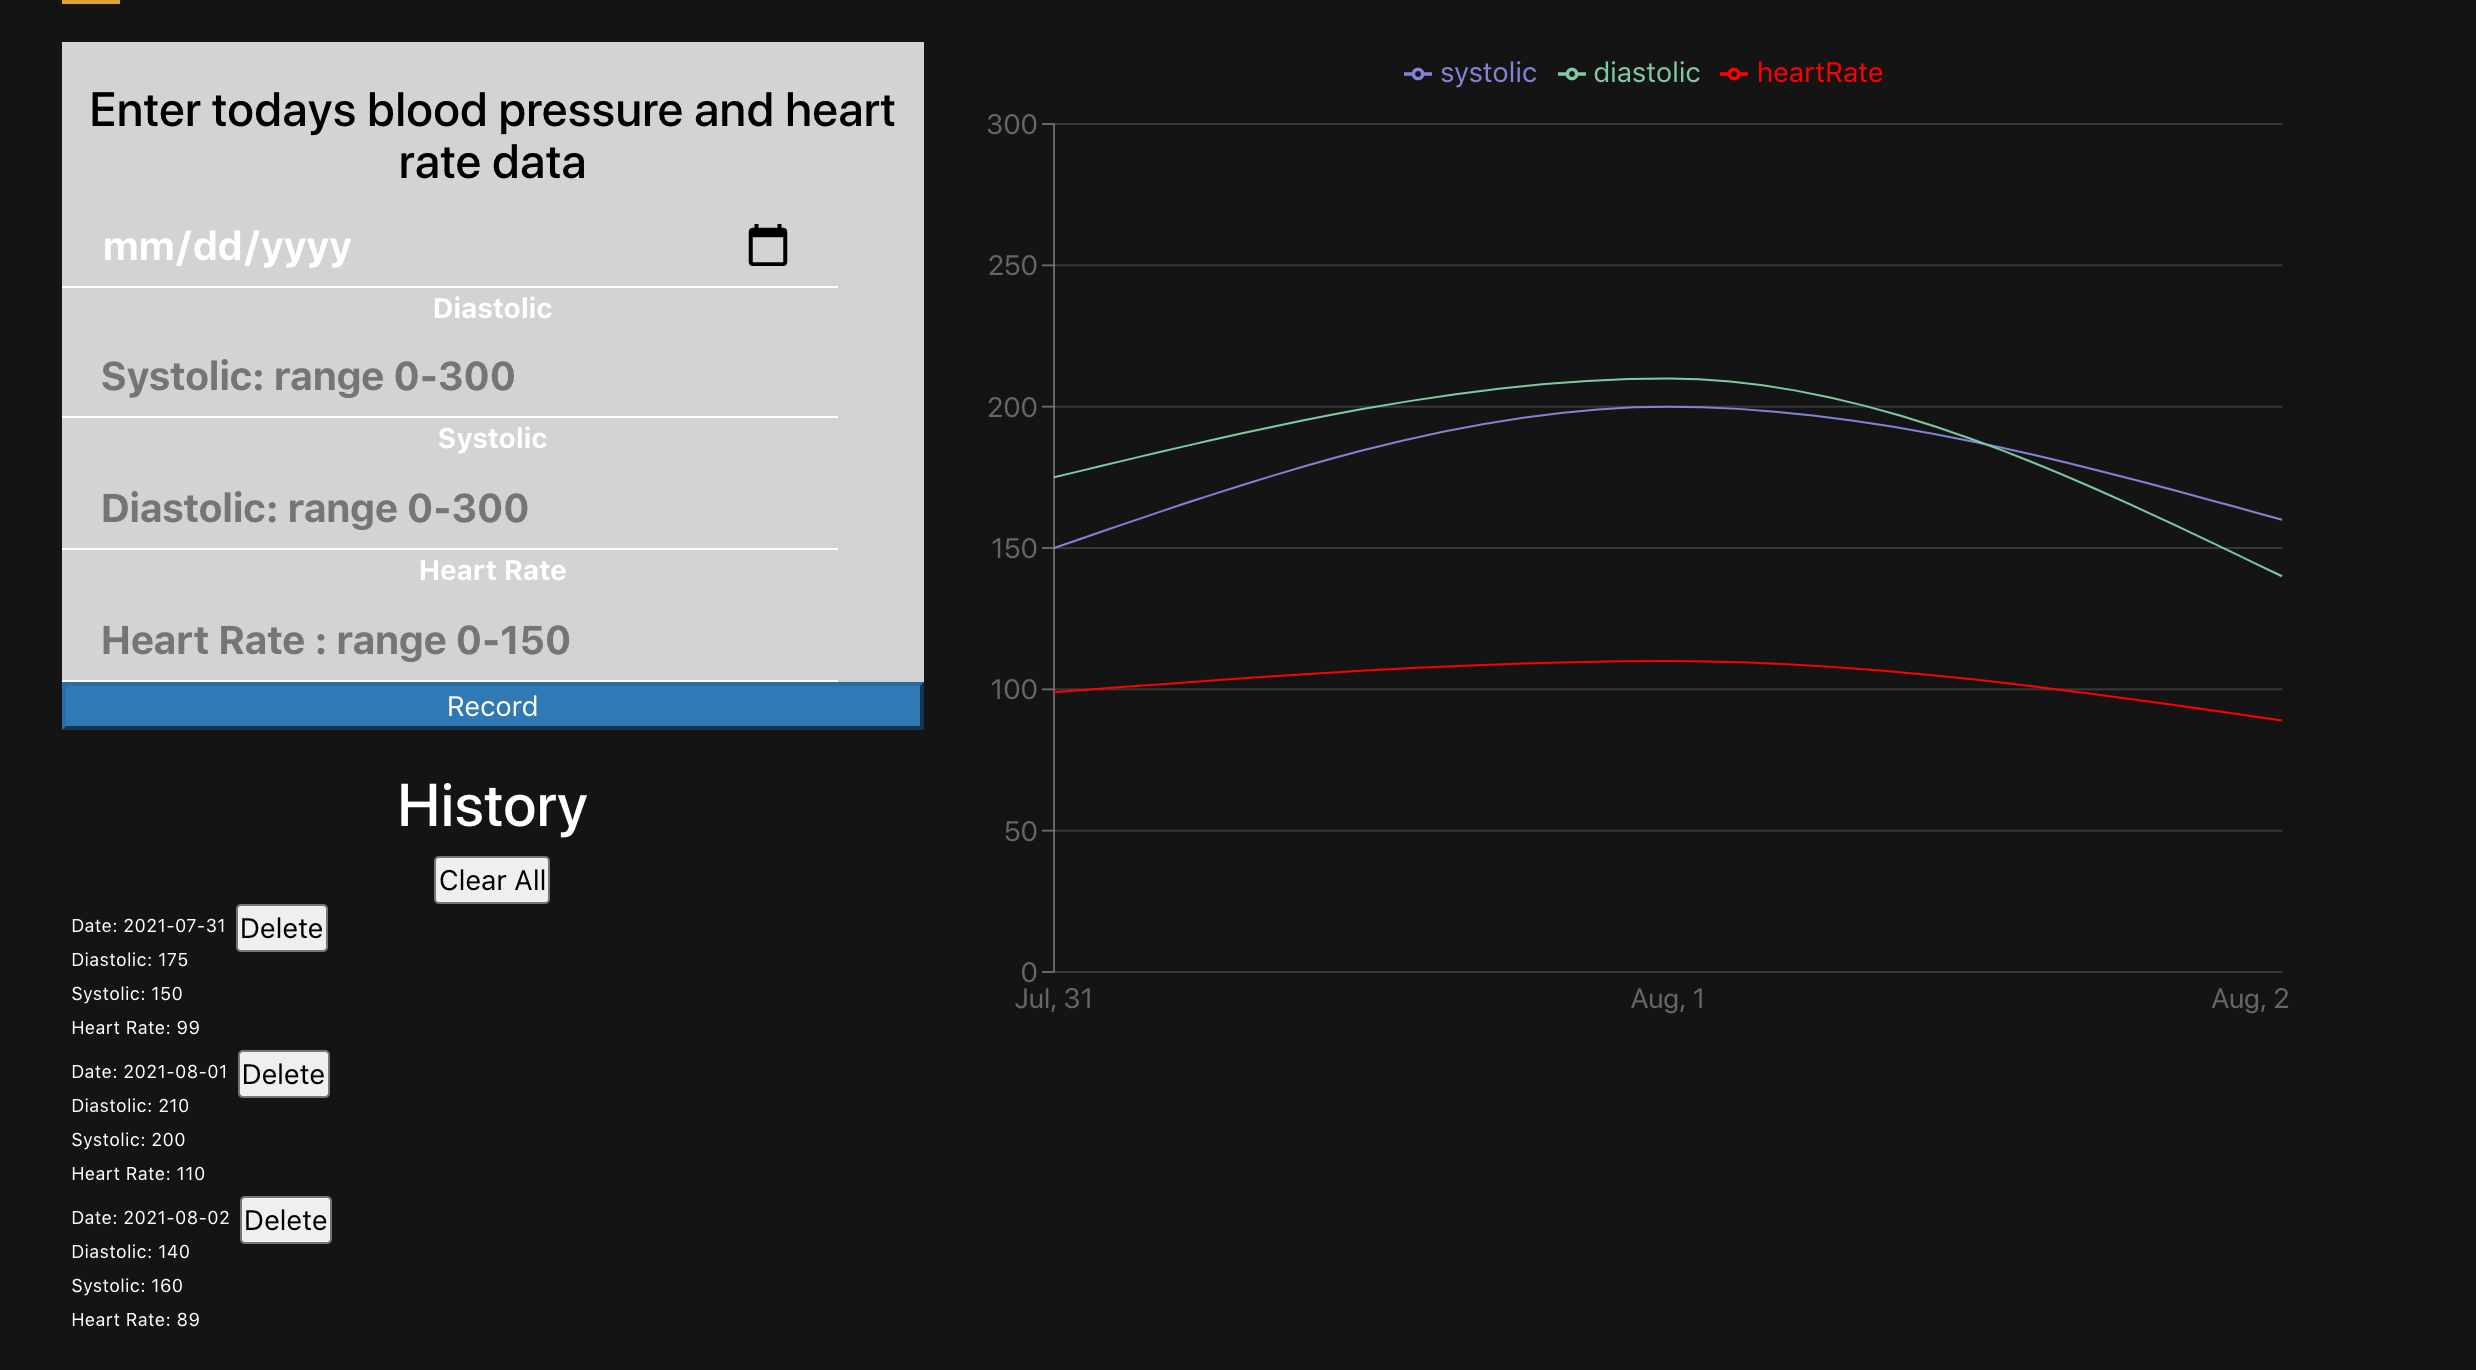 Enter todays blood pressure and heart
rate data
mm/dd/yyyy
Diastolic
Systolic: range 0-300
Systolic
Diastolic: range 0-300
Heart Rate
Heart Rate : range 0-150
Record
History
Clear All
Date: 2021-07-31 Delete
Diastolic: 175
Systolic: 150
Heart Rate: 99
Date: 2021-08-01 Delete
Diastolic: 210
Systolic: 200
Heart Rate: 110
Date: 2021-08-02 Delete
Diastolic: 140
Systolic: 160
Heart Rate: 89
systolic diastolic heartRate
300
250
200
150
100
50
0
Jul, 31 Aug, 1 Aug, 2